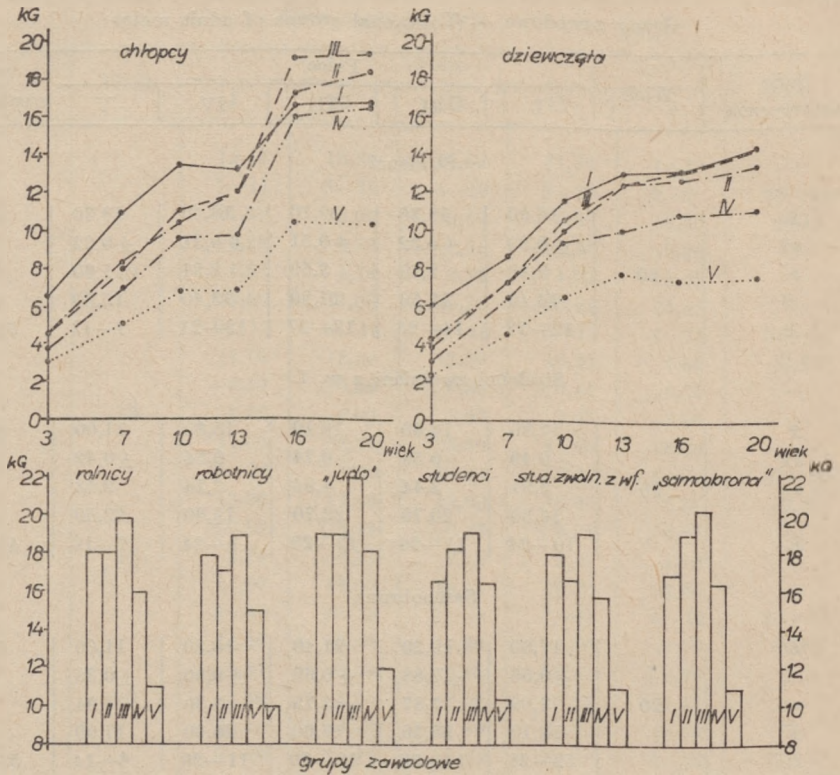 kG
chłopcy
20
18
16
14
12
10
8
6
4
2
0
3 7 10 13 16 20 wiek
III
II
I
IV
V
kG
dziewczęta
20
18
16
14
12
10
8
6
4
2
0
3 7 10 13 16 20 wiek
I
III
II
IV
V
kG
rolnicy robotnicy „judo" studenci stud. zwoln. z wf. „samoobrona" kG
22
20
18
16
14
12
10
8
I II III IV V
I II III IV V
I II III IV V
I II III IV V
I II III IV V
I II III IV V
22
20
18
16
14
12
10
8
grupy zawodowe